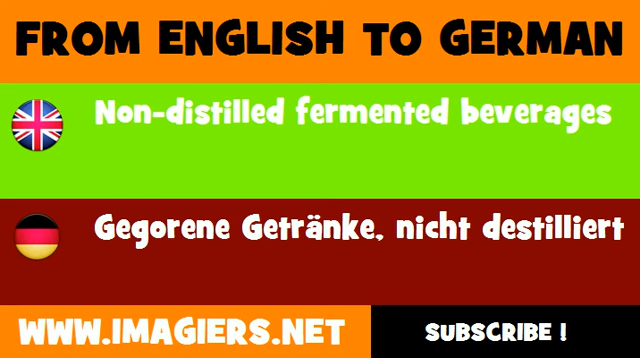 FROM ENGLISH TO GERMAN
Non-distilled fermented beverages
Gegorene Getränke, nicht destilliert
WWW.IMAGIERS.NET
SUBSCRIBE !